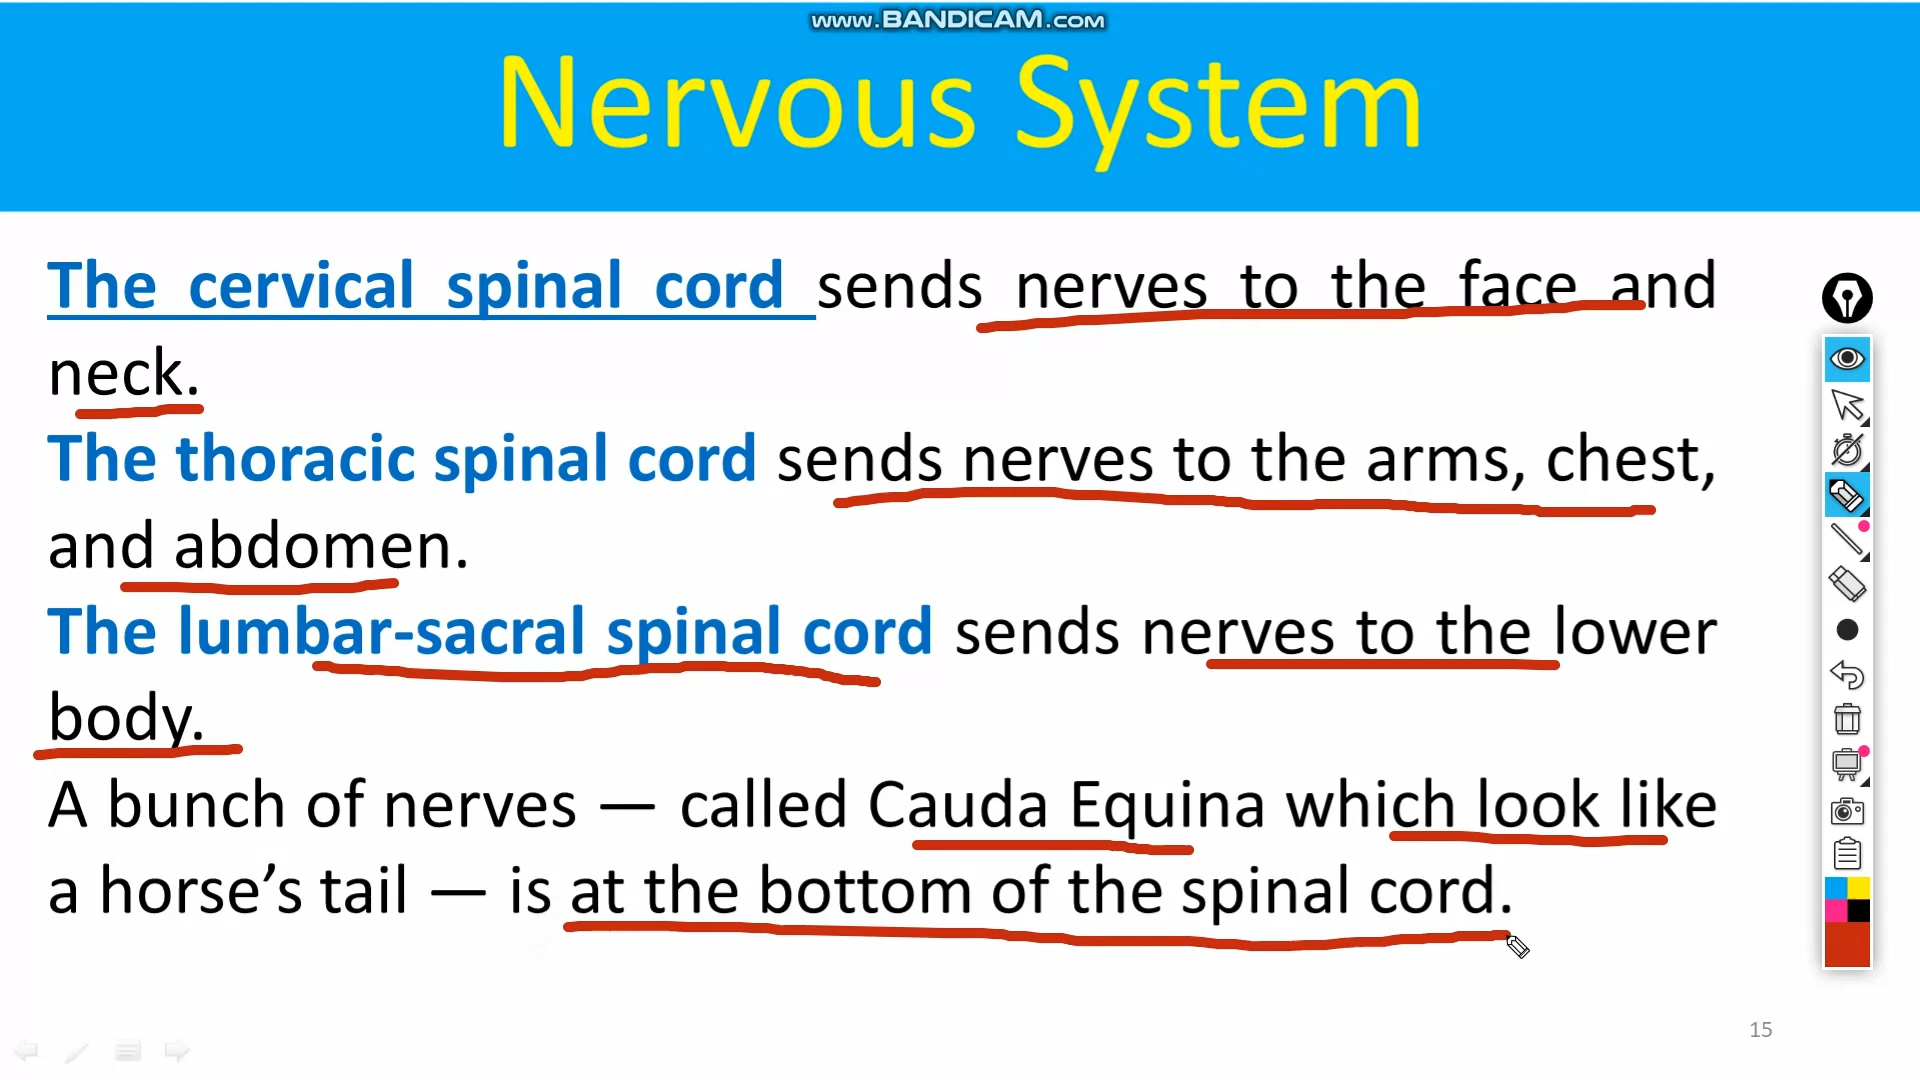 www.BANDICAM.com
Nervous System
The cervical spinal cord sends nerves to the face and
neck.
The thoracic spinal cord sends nerves to the arms, chest,
and abdomen.
The lumbar-sacral spinal cord sends nerves to the lower
body.
A bunch of nerves — called Cauda Equina which look like
a horse’s tail — is at the bottom of the spinal cord.
15